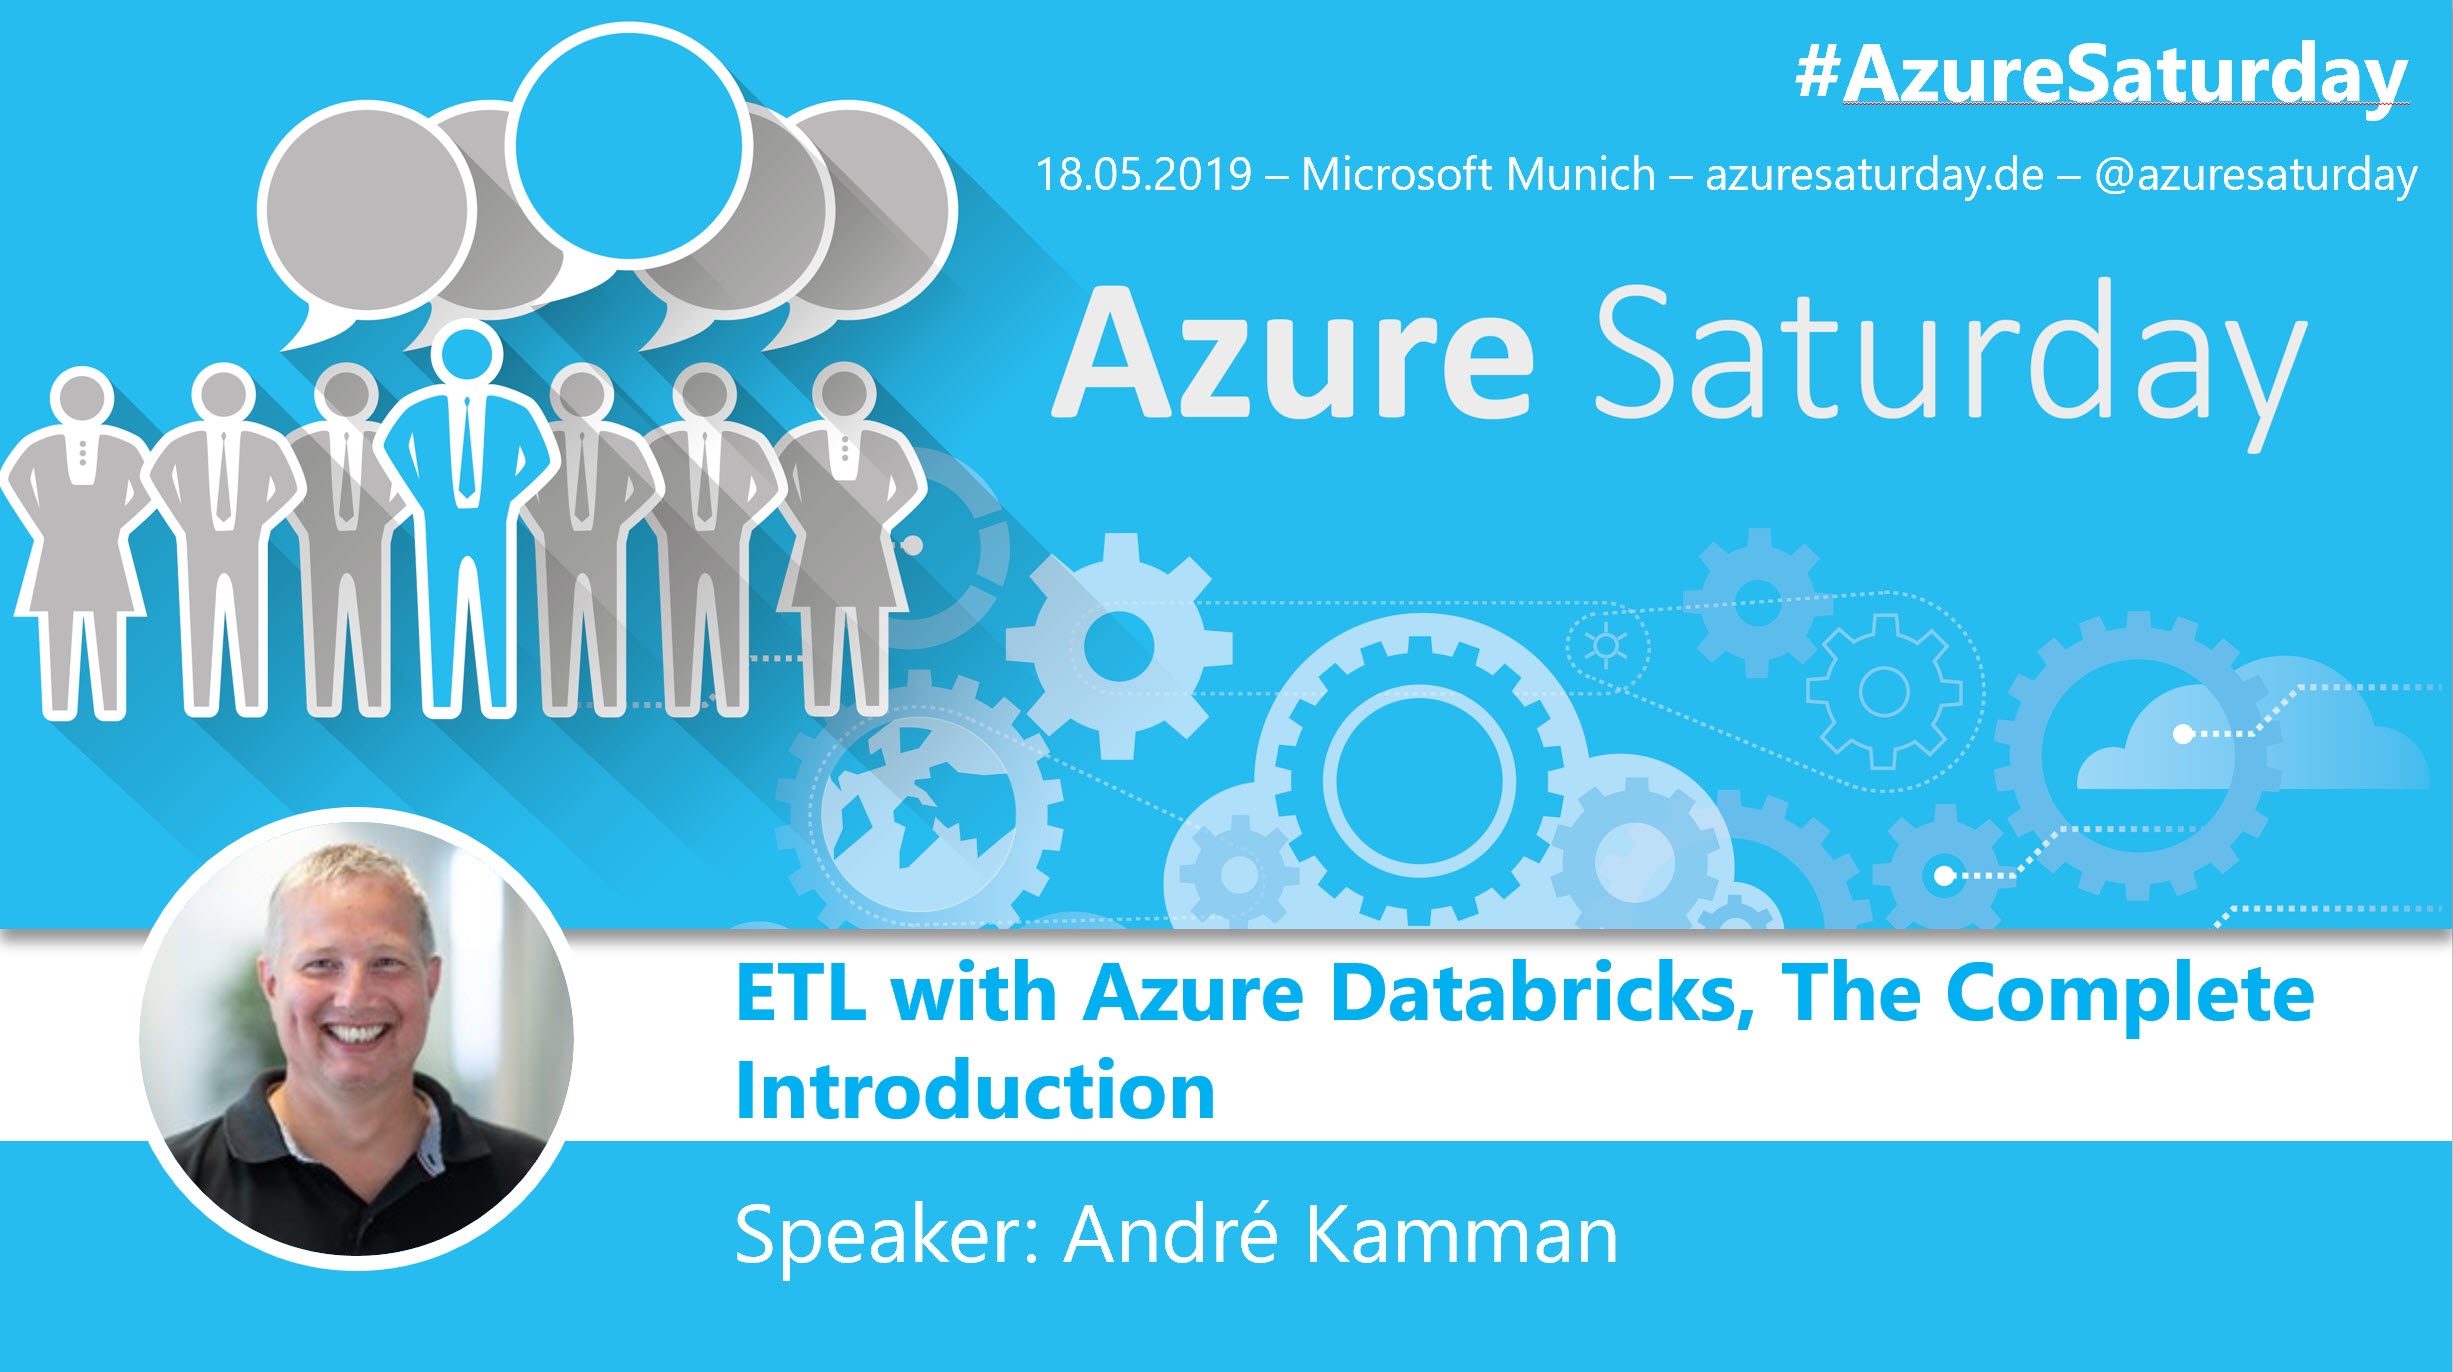 #AzureSaturday
18.05.2019 – Microsoft Munich – azuresaturday.de – @azuresaturday
Azure Saturday
ETL with Azure Databricks, The Complete
Introduction
Speaker: André Kamman